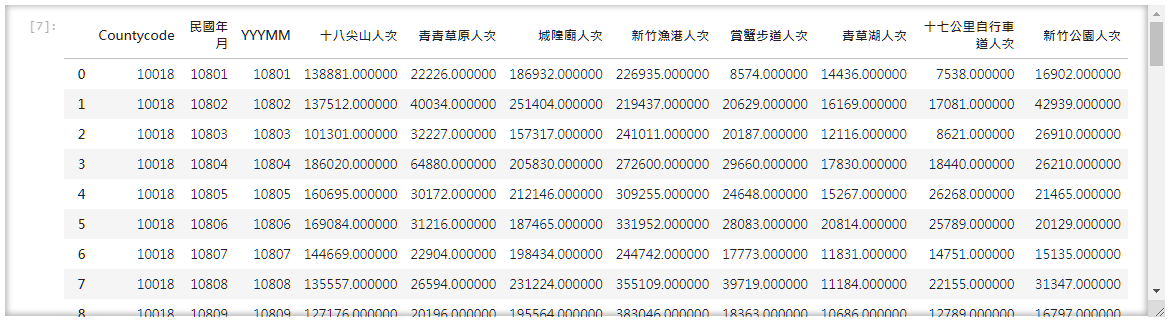 [7]:
Countycode 民國年月 YYYMM 十八尖山人次 青青草原人次 城隍廟人次 新竹漁港人次 賞蟹步道人次 青草湖人次 十七公里自行車道人次 新竹公園人次
0 10018 10801 10801 138881.000000 22226.000000 186932.000000 226935.000000 8574.000000 14436.000000 7538.000000 16902.000000
1 10018 10802 10802 137512.000000 40034.000000 251404.000000 219437.000000 20629.000000 16169.000000 17081.000000 42939.000000
2 10018 10803 10803 101301.000000 32227.000000 157317.000000 241011.000000 20187.000000 12116.000000 8621.000000 26910.000000
3 10018 10804 10804 186020.000000 64880.000000 205830.000000 272600.000000 29660.000000 17830.000000 18440.000000 26210.000000
4 10018 10805 10805 160695.000000 30172.000000 212146.000000 309255.000000 24648.000000 15267.000000 26268.000000 21465.000000
5 10018 10806 10806 169084.000000 31216.000000 187465.000000 331952.000000 28083.000000 20814.000000 25789.000000 20129.000000
6 10018 10807 10807 144669.000000 22904.000000 198434.000000 244742.000000 17773.000000 11831.000000 14751.000000 15135.000000
7 10018 10808 10808 135557.000000 26594.000000 231224.000000 355109.000000 39719.000000 11184.000000 22155.000000 31347.000000
8 10018 10809 10809 127176.000000 20196.000000 195564.000000 383046.000000 18363.000000 10686.000000 12789.000000 16797.000000